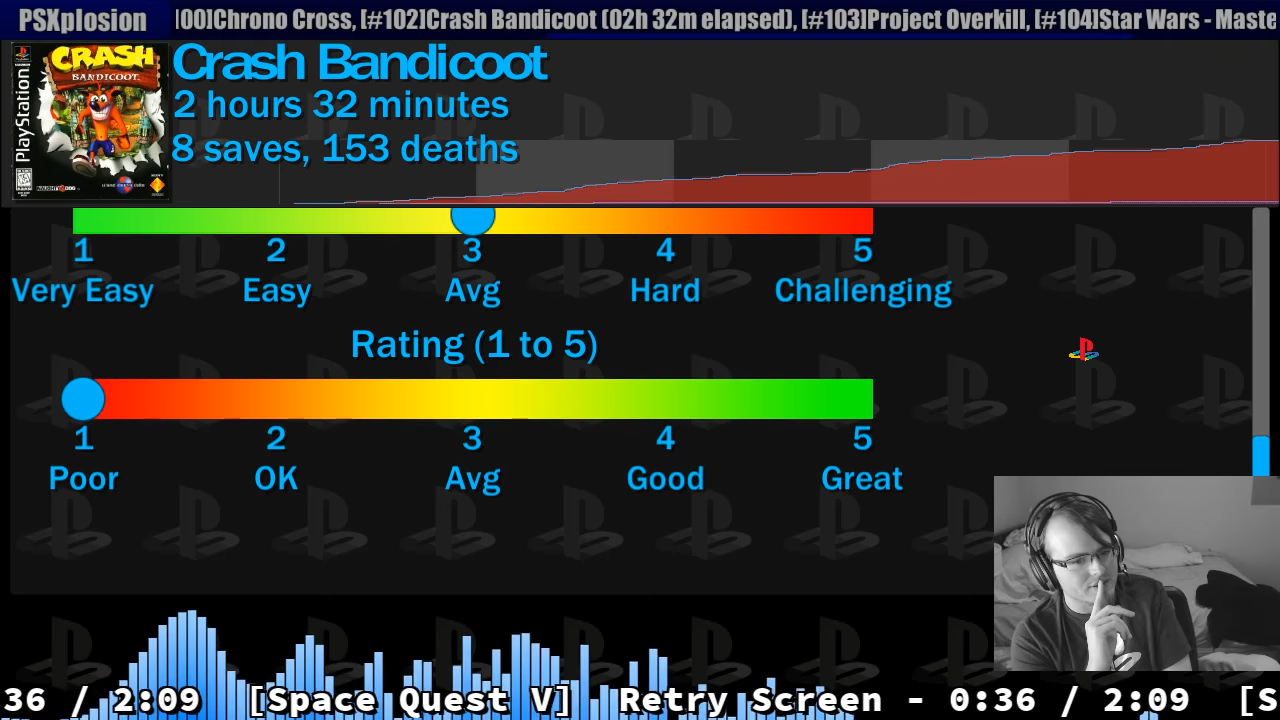 PSXplosion
00]Chrono Cross, [#102]Crash Bandicoot (02h 32m elapsed), [#103]Project Overkill, [#104]Star Wars - Maste
PlayStation
CRASH
BANDICOOT
Crash Bandicoot
2 hours 32 minutes
8 saves, 153 deaths
1 2 3 4 5
Very Easy Easy Avg Hard Challenging
Rating (1 to 5)
1 2 3 4 5
Poor OK Avg Good Great
36 / 2:09 [Space Quest V] Retry Screen - 0:36 / 2:09 [S